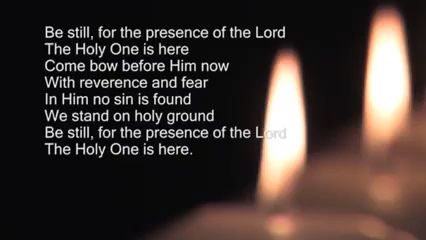 Be still, for the presence of the Lord
The Holy One is here
Come bow before Him now
With reverence and fear
In Him no sin is found
We stand on holy ground
Be still, for the presence of the Lord
The Holy One is here.